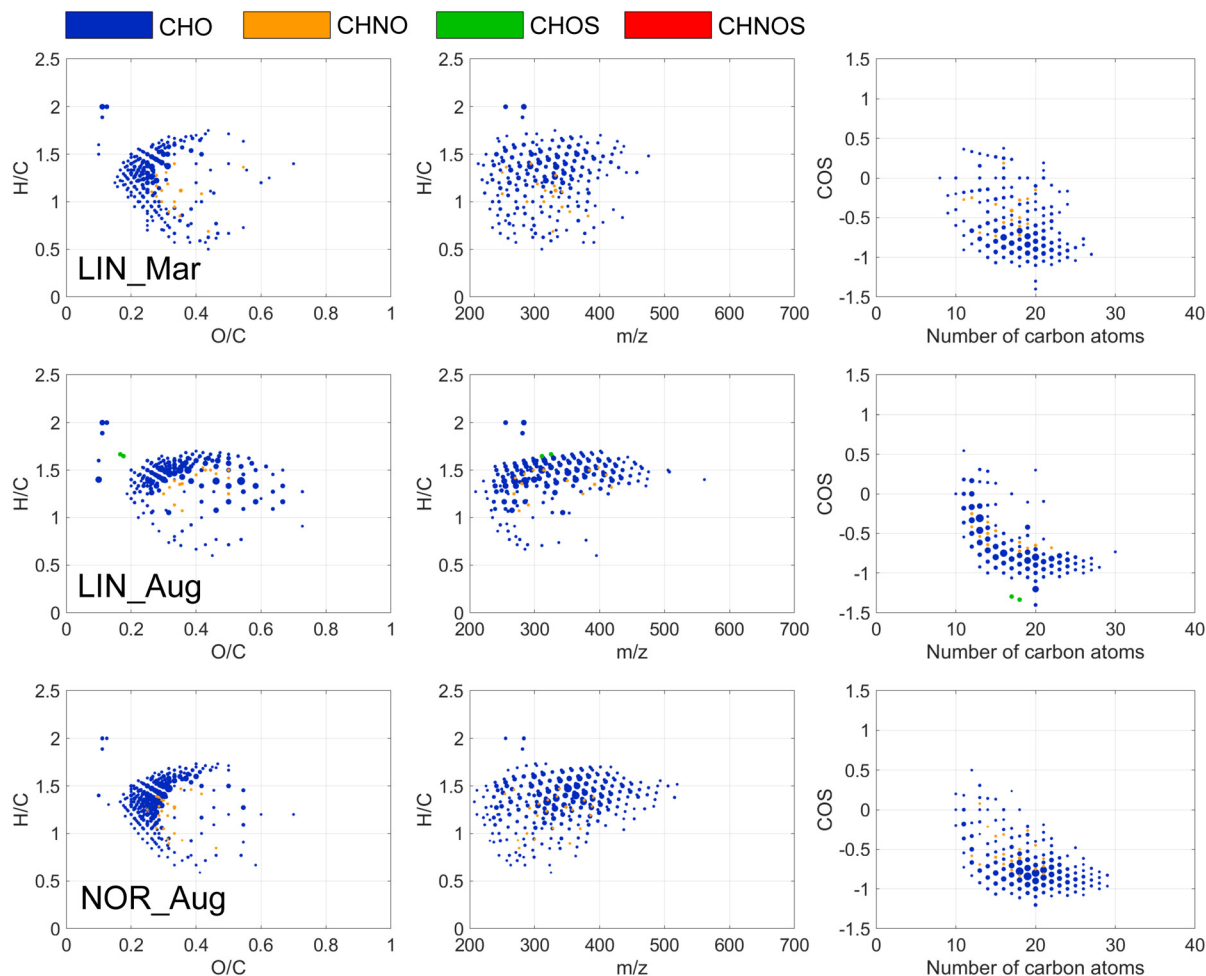 CHO CHNO CHOS CHNOS
2.5 2 1.5 1 0.5 0
H/C
0 0.2 0.4 0.6 0.8 1
O/C
LIN_Mar
2.5 2 1.5 1 0.5 0
H/C
200 300 400 500 600 700
m/z
1.5 1 0.5 0 -0.5 -1 -1.5
COS
0 10 20 30 40
Number of carbon atoms
2.5 2 1.5 1 0.5 0
H/C
0 0.2 0.4 0.6 0.8 1
O/C
LIN_Aug
2.5 2 1.5 1 0.5 0
H/C
200 300 400 500 600 700
m/z
1.5 1 0.5 0 -0.5 -1 -1.5
COS
0 10 20 30 40
Number of carbon atoms
2.5 2 1.5 1 0.5 0
H/C
0 0.2 0.4 0.6 0.8 1
O/C
NOR_Aug
2.5 2 1.5 1 0.5 0
H/C
200 300 400 500 600 700
m/z
1.5 1 0.5 0 -0.5 -1 -1.5
COS
0 10 20 30 40
Number of carbon atoms